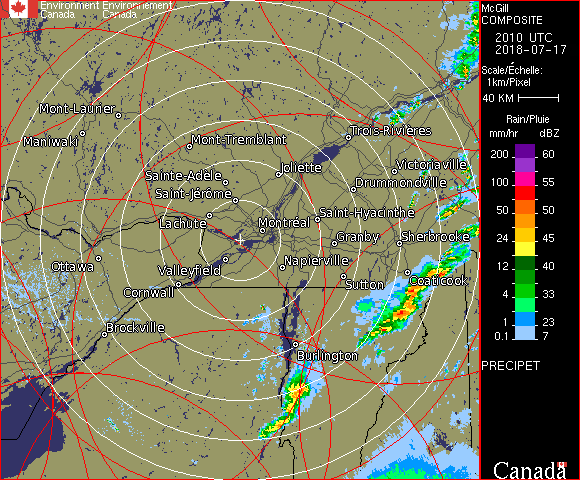 Environment Environnement
Canada Canada
McGill
COMPOSITE
2010 UTC
2018-07-17
Scale/Échelle:
1km/Pixel
40 KM
Rain/Pluie
mm/hr dBZ
200 60
100 55
50 50
24 45
12 40
4 33
1 23
0.1 7
PRECIPET
Canada
Mont-Laurier
Maniwaki
Mont-Tremblant
Trois-Rivières
Sainte-Adèle
Joliette
Victoriaville
Saint-Jérôme
Drummondville
Lachute
Montréal
Saint-Hyacinthe
Granby
Sherbrooke
Ottawa
Valleyfield
Napierville
Cornwall
Sutton
Coaticook
Brockville
Burlington